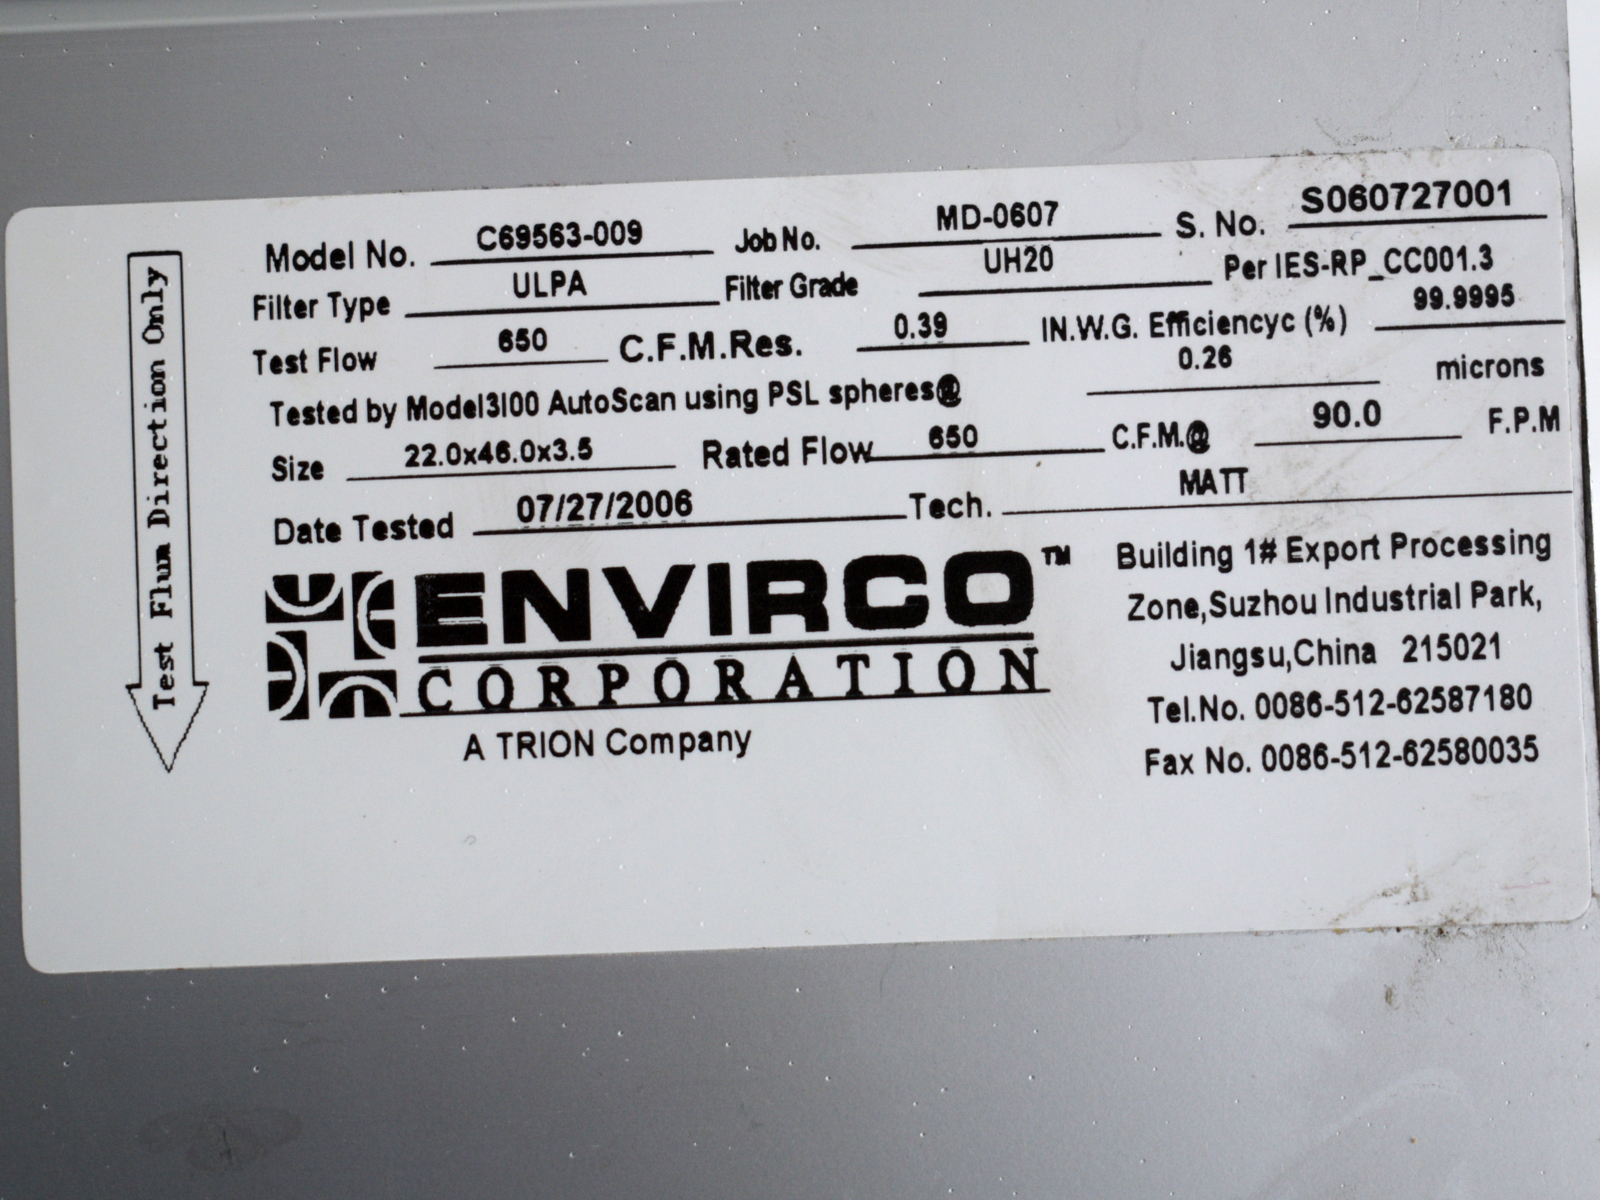 Test Flum Direction Only
Model No. C69563-009 Job No. MD-0607 S. No. S060727001
Filter Type ULPA Filter Grade UH20 Per IES-RP_CC001.3
Test Flow 650 C.F.M.Res. 0.39 IN.W.G. Efficiencyc (%) 99.9995
Tested by Model3100 AutoScan using PSL spheres@ 0.26 microns
Size 22.0x46.0x3.5 Rated Flow 650 C.F.M.@ 90.0 F.P.M
Date Tested 07/27/2006 Tech. MATT
ENVIRCO™
CORPORATION
A TRION Company
Building 1# Export Processing
Zone,Suzhou Industrial Park,
Jiangsu,China 215021
Tel.No. 0086-512-62587180
Fax No. 0086-512-62580035